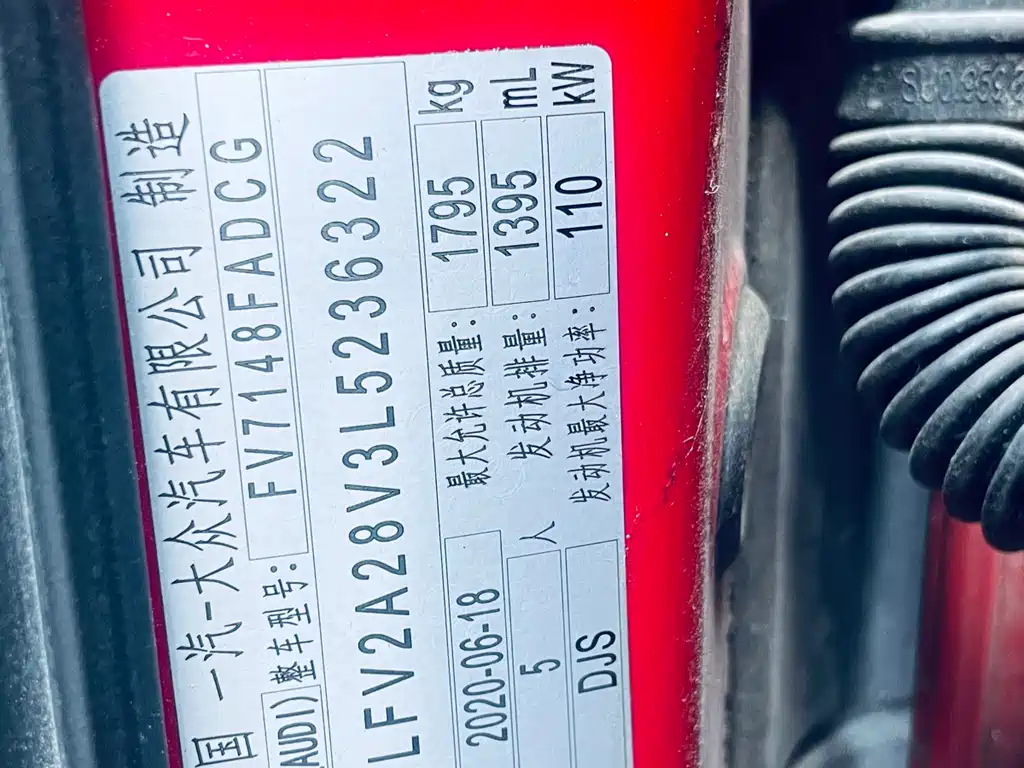 国 一汽-大众汽车有限公司 制造
AUDI) 整车型号: FV7148FADCG
LFV2A28V3L5236322
2020-06-18 最大允许总质量: 1795 kg
5 人 发动机排量: 1395 mL
DJS 发动机最大净功率: 110 kW